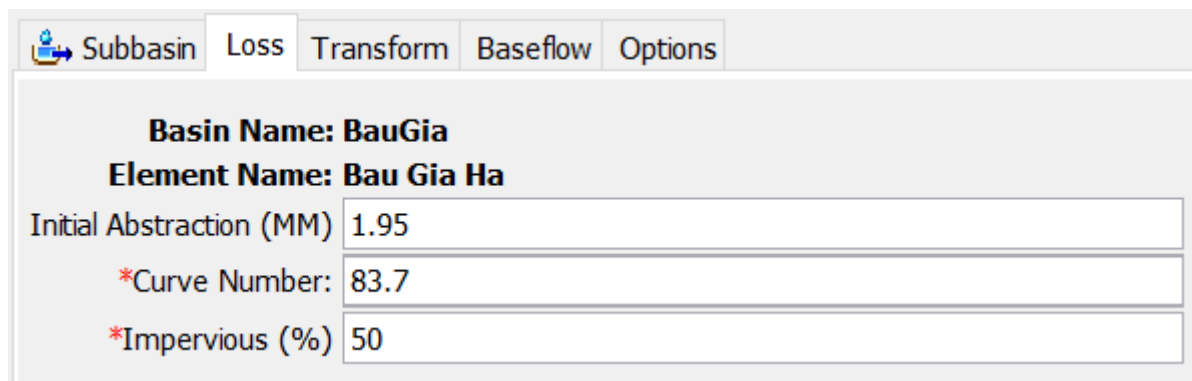 Subbasin Loss Transform Baseflow Options
Basin Name: BauGia
Element Name: Bau Gia Ha
Initial Abstraction (MM) 1.95
*Curve Number: 83.7
*Impervious (%) 50